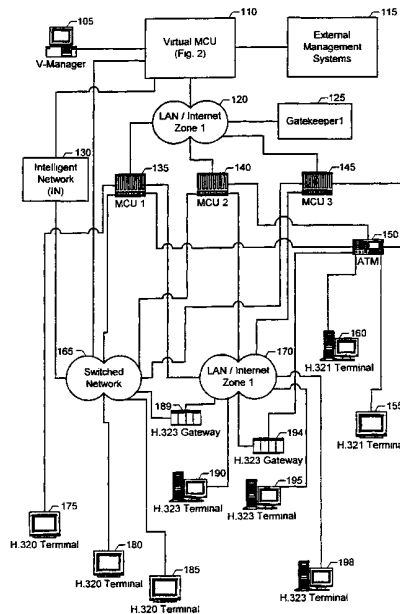 105
V-Manager
110
Virtual MCU
(Fig. 2)
115
External
Management
Systems
120
LAN / Internet
Zone 1
125
Gatekeeper1
130
Intelligent
Network
(IN)
135
MCU 1
140
MCU 2
145
MCU 3
150
ATM
160
H.321 Terminal
155
H.321 Terminal
165
Switched
Network
170
LAN / Internet
Zone 1
189
H.323 Gateway
194
H.323 Gateway
190
H.323 Terminal
195
H.323 Terminal
175
H.320 Terminal
180
H.320 Terminal
185
H.320 Terminal
198
H.323 Terminal